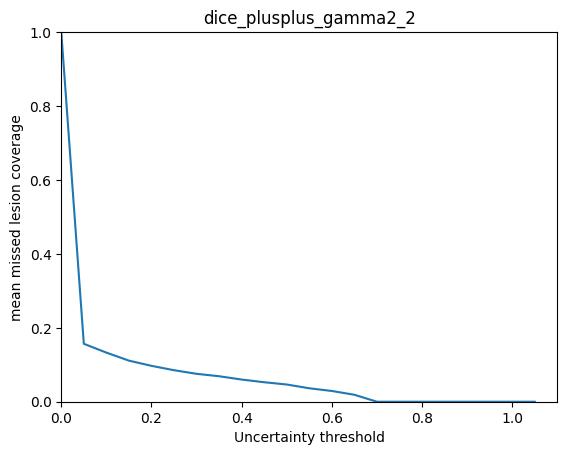 dice_plusplus_gamma2_2
1.0
0.8
0.6
0.4
0.2
0.0
mean missed lesion coverage
0.0 0.2 0.4 0.6 0.8 1.0
Uncertainty threshold